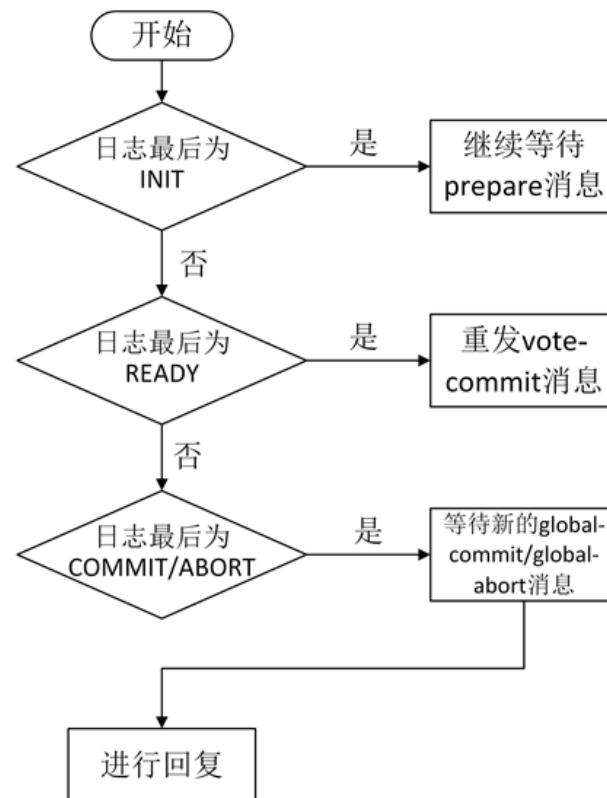 开始
日志最后为
INIT
是
继续等待
prepare消息
否
日志最后为
READY
是
重发vote-
commit消息
否
日志最后为
COMMIT/ABORT
是
等待新的global-
commit/global-
abort消息
进行回复